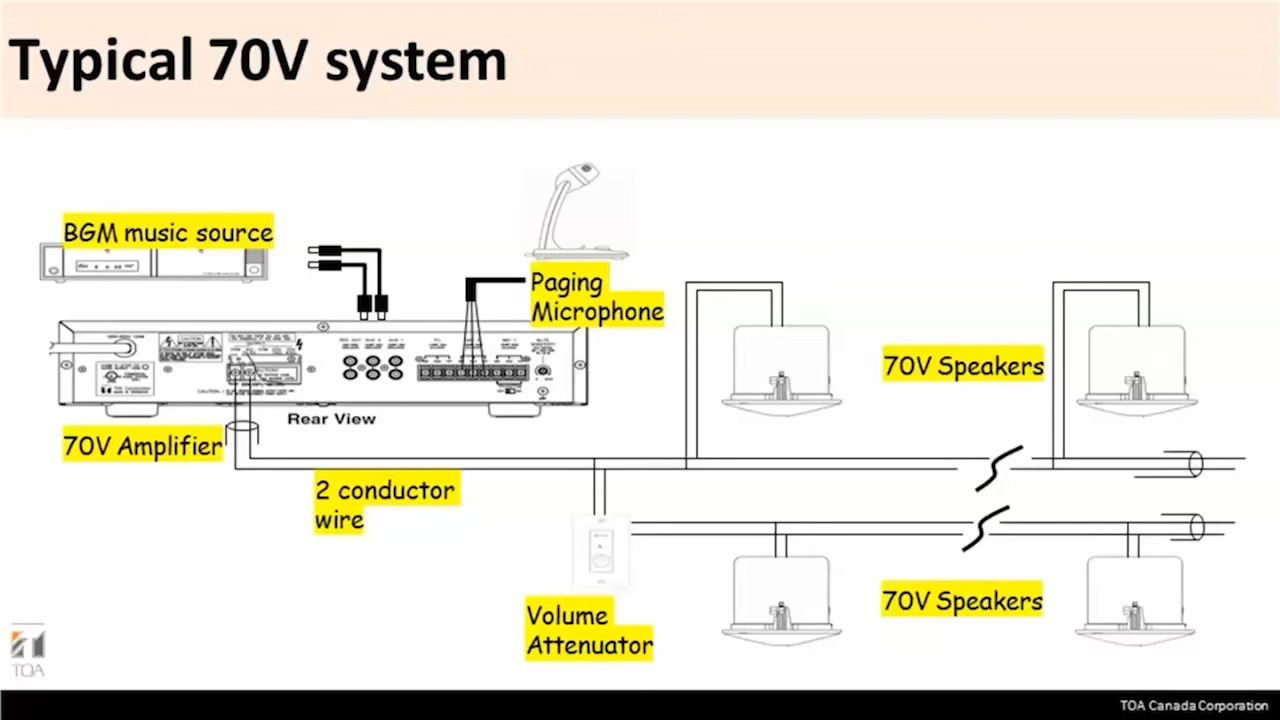 Typical 70V system
BGM music source
Paging
Microphone
70V Speakers
CAUTION
Rear View
70V Amplifier
2 conductor
wire
Volume
Attenuator
70V Speakers
TOA
TOA Canada Corporation